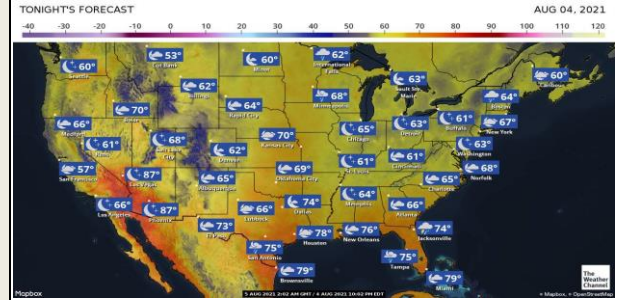 TONIGHT'S FORECAST
AUG 04, 2021
-40 -30 -20 -10 0 10 20 30 40 50 60 70 80 90 100 110 120
60° Seattle
53° Cut Bank
60° Minot
62° International Falls
63° Sault Ste Marie
60° Caribou
66° Medford
70° Boise
62° Billings
64° Rapid City
68° Minneapolis
64° Boston
61° Buffalo
67° New York
61° Reno
68° Salt Lake City
62° Denver
70° Kansas City
65° Chicago
63° Detroit
63° Washington
57° San Francisco
87° Las Vegas
65° Albuquerque
69° Oklahoma City
61° St. Louis
61° Cincinnati
65° Charlotte
68° Norfolk
66° Los Angeles
87° Phoenix
73° El Paso
66° Lubbock
74° Dallas
64° Memphis
66° Atlanta
75° San Antonio
78° Houston
76° New Orleans
74° Jacksonville
79° Brownsville
75° Tampa
79° Miami
The
Weather
Channel
Mapbox
5 AUG 2021 2:02 AM GMT / 4 AUG 2021 10:02 PM EDT
© Mapbox, © OpenStreetMap